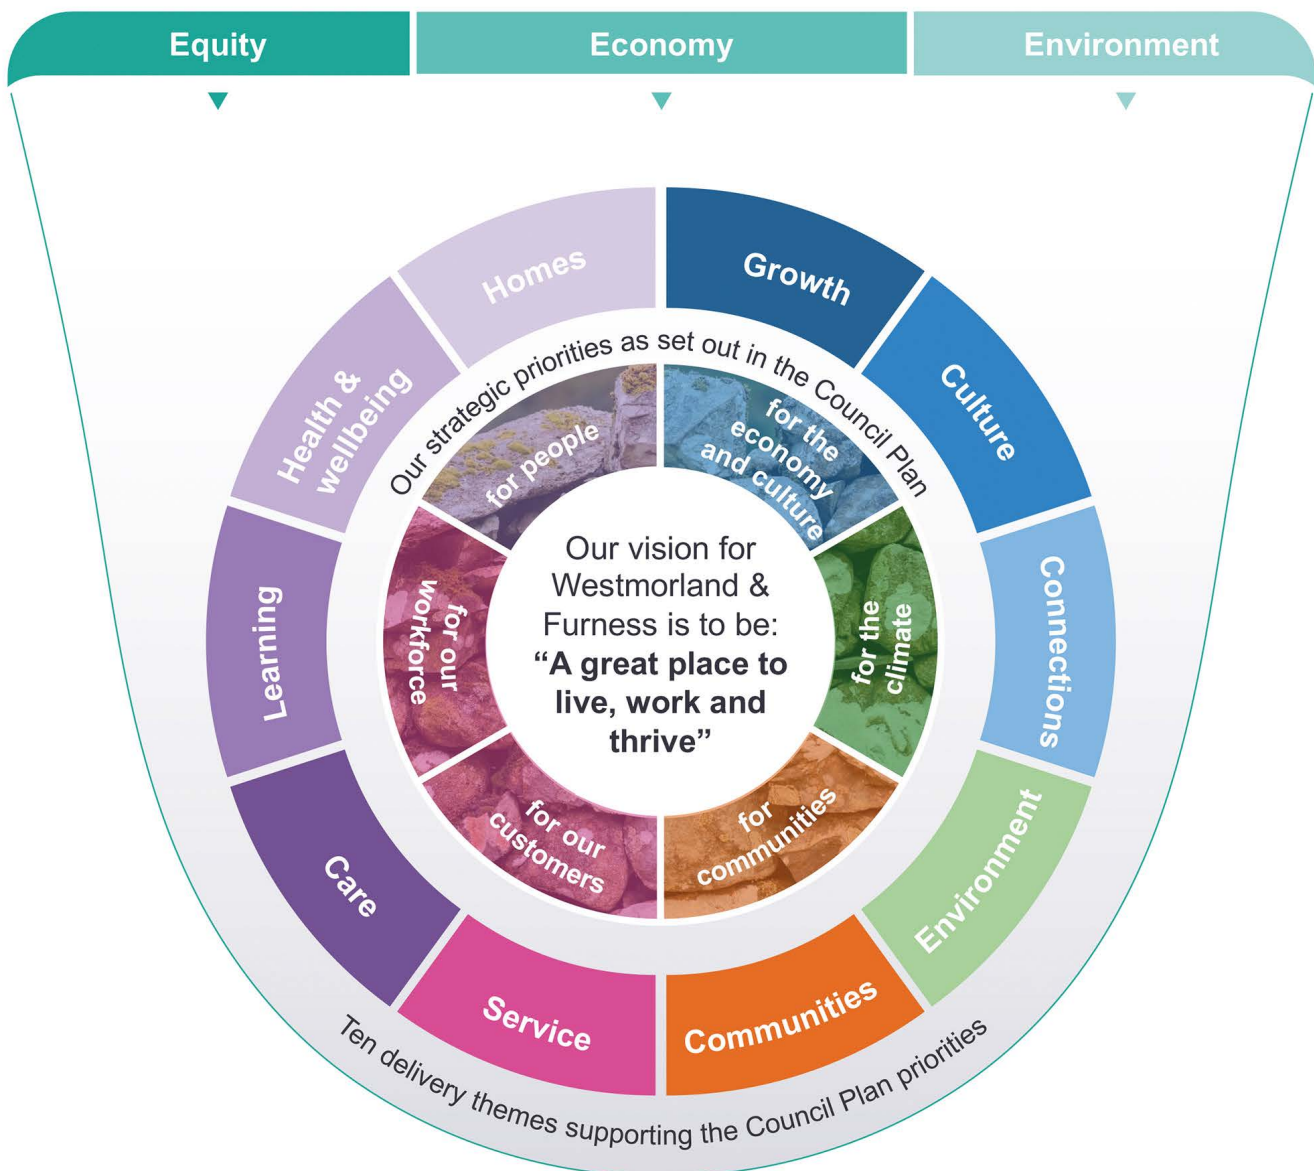 Equity
Economy
Environment
Homes
Growth
Culture
Connections
Environment
Communities
Service
Care
Learning
Health &
wellbeing
Our strategic priorities as set out in the Council Plan
for people
for the
economy
and culture
for the
climate
for
communities
for our
customers
for our
workforce
Our vision for
Westmorland &
Furness is to be:
“A great place to
live, work and
thrive”
Ten delivery themes supporting the Council Plan priorities